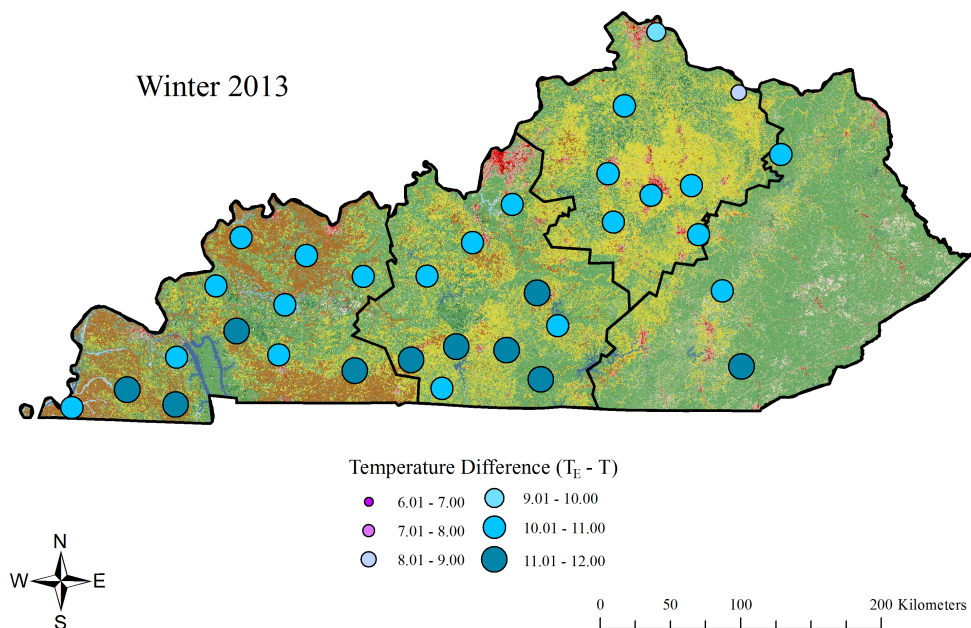 Winter 2013
Temperature Difference (TE - T)
6.01 - 7.00
7.01 - 8.00
8.01 - 9.00
9.01 - 10.00
10.01 - 11.00
11.01 - 12.00
N
W E
S
0 50 100 200 Kilometers